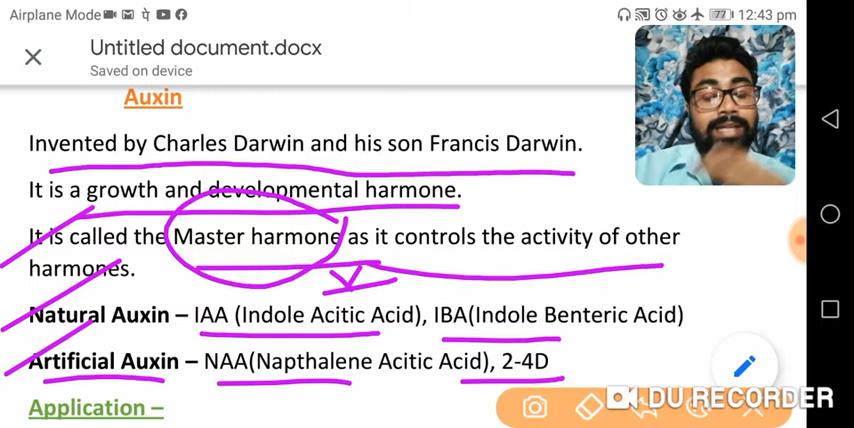 Airplane Mode 77 12:43 pm
Untitled document.docx
Saved on device
Auxin
Invented by Charles Darwin and his son Francis Darwin.
It is a growth and developmental harmone.
It is called the Master harmone as it controls the activity of other
harmones.
Natural Auxin – IAA (Indole Acitic Acid), IBA(Indole Benteric Acid)
Artificial Auxin – NAA(Napthalene Acitic Acid), 2-4D
Application –
DU RECORDER